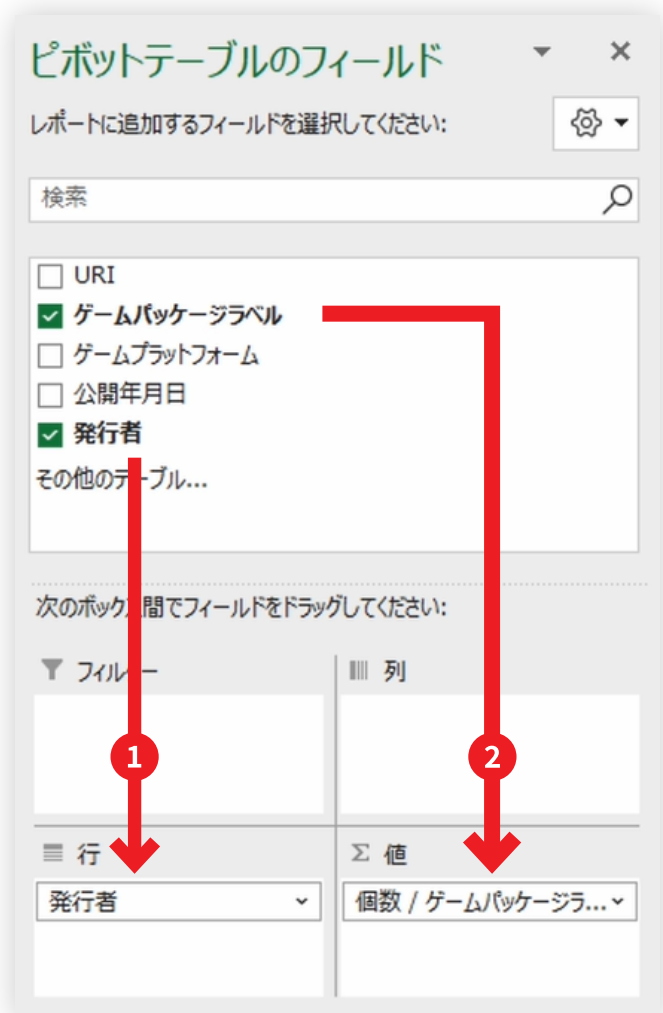 ピボットテーブルのフィールド
レポートに追加するフィールドを選択してください:
検索
URI
ゲームパッケージラベル
ゲームプラットフォーム
公開年月日
発行者
その他のテーブル...
次のボックス間でフィールドをドラッグしてください:
フィルター
列
1
2
行
値
発行者
個数 / ゲームパッケージラ...